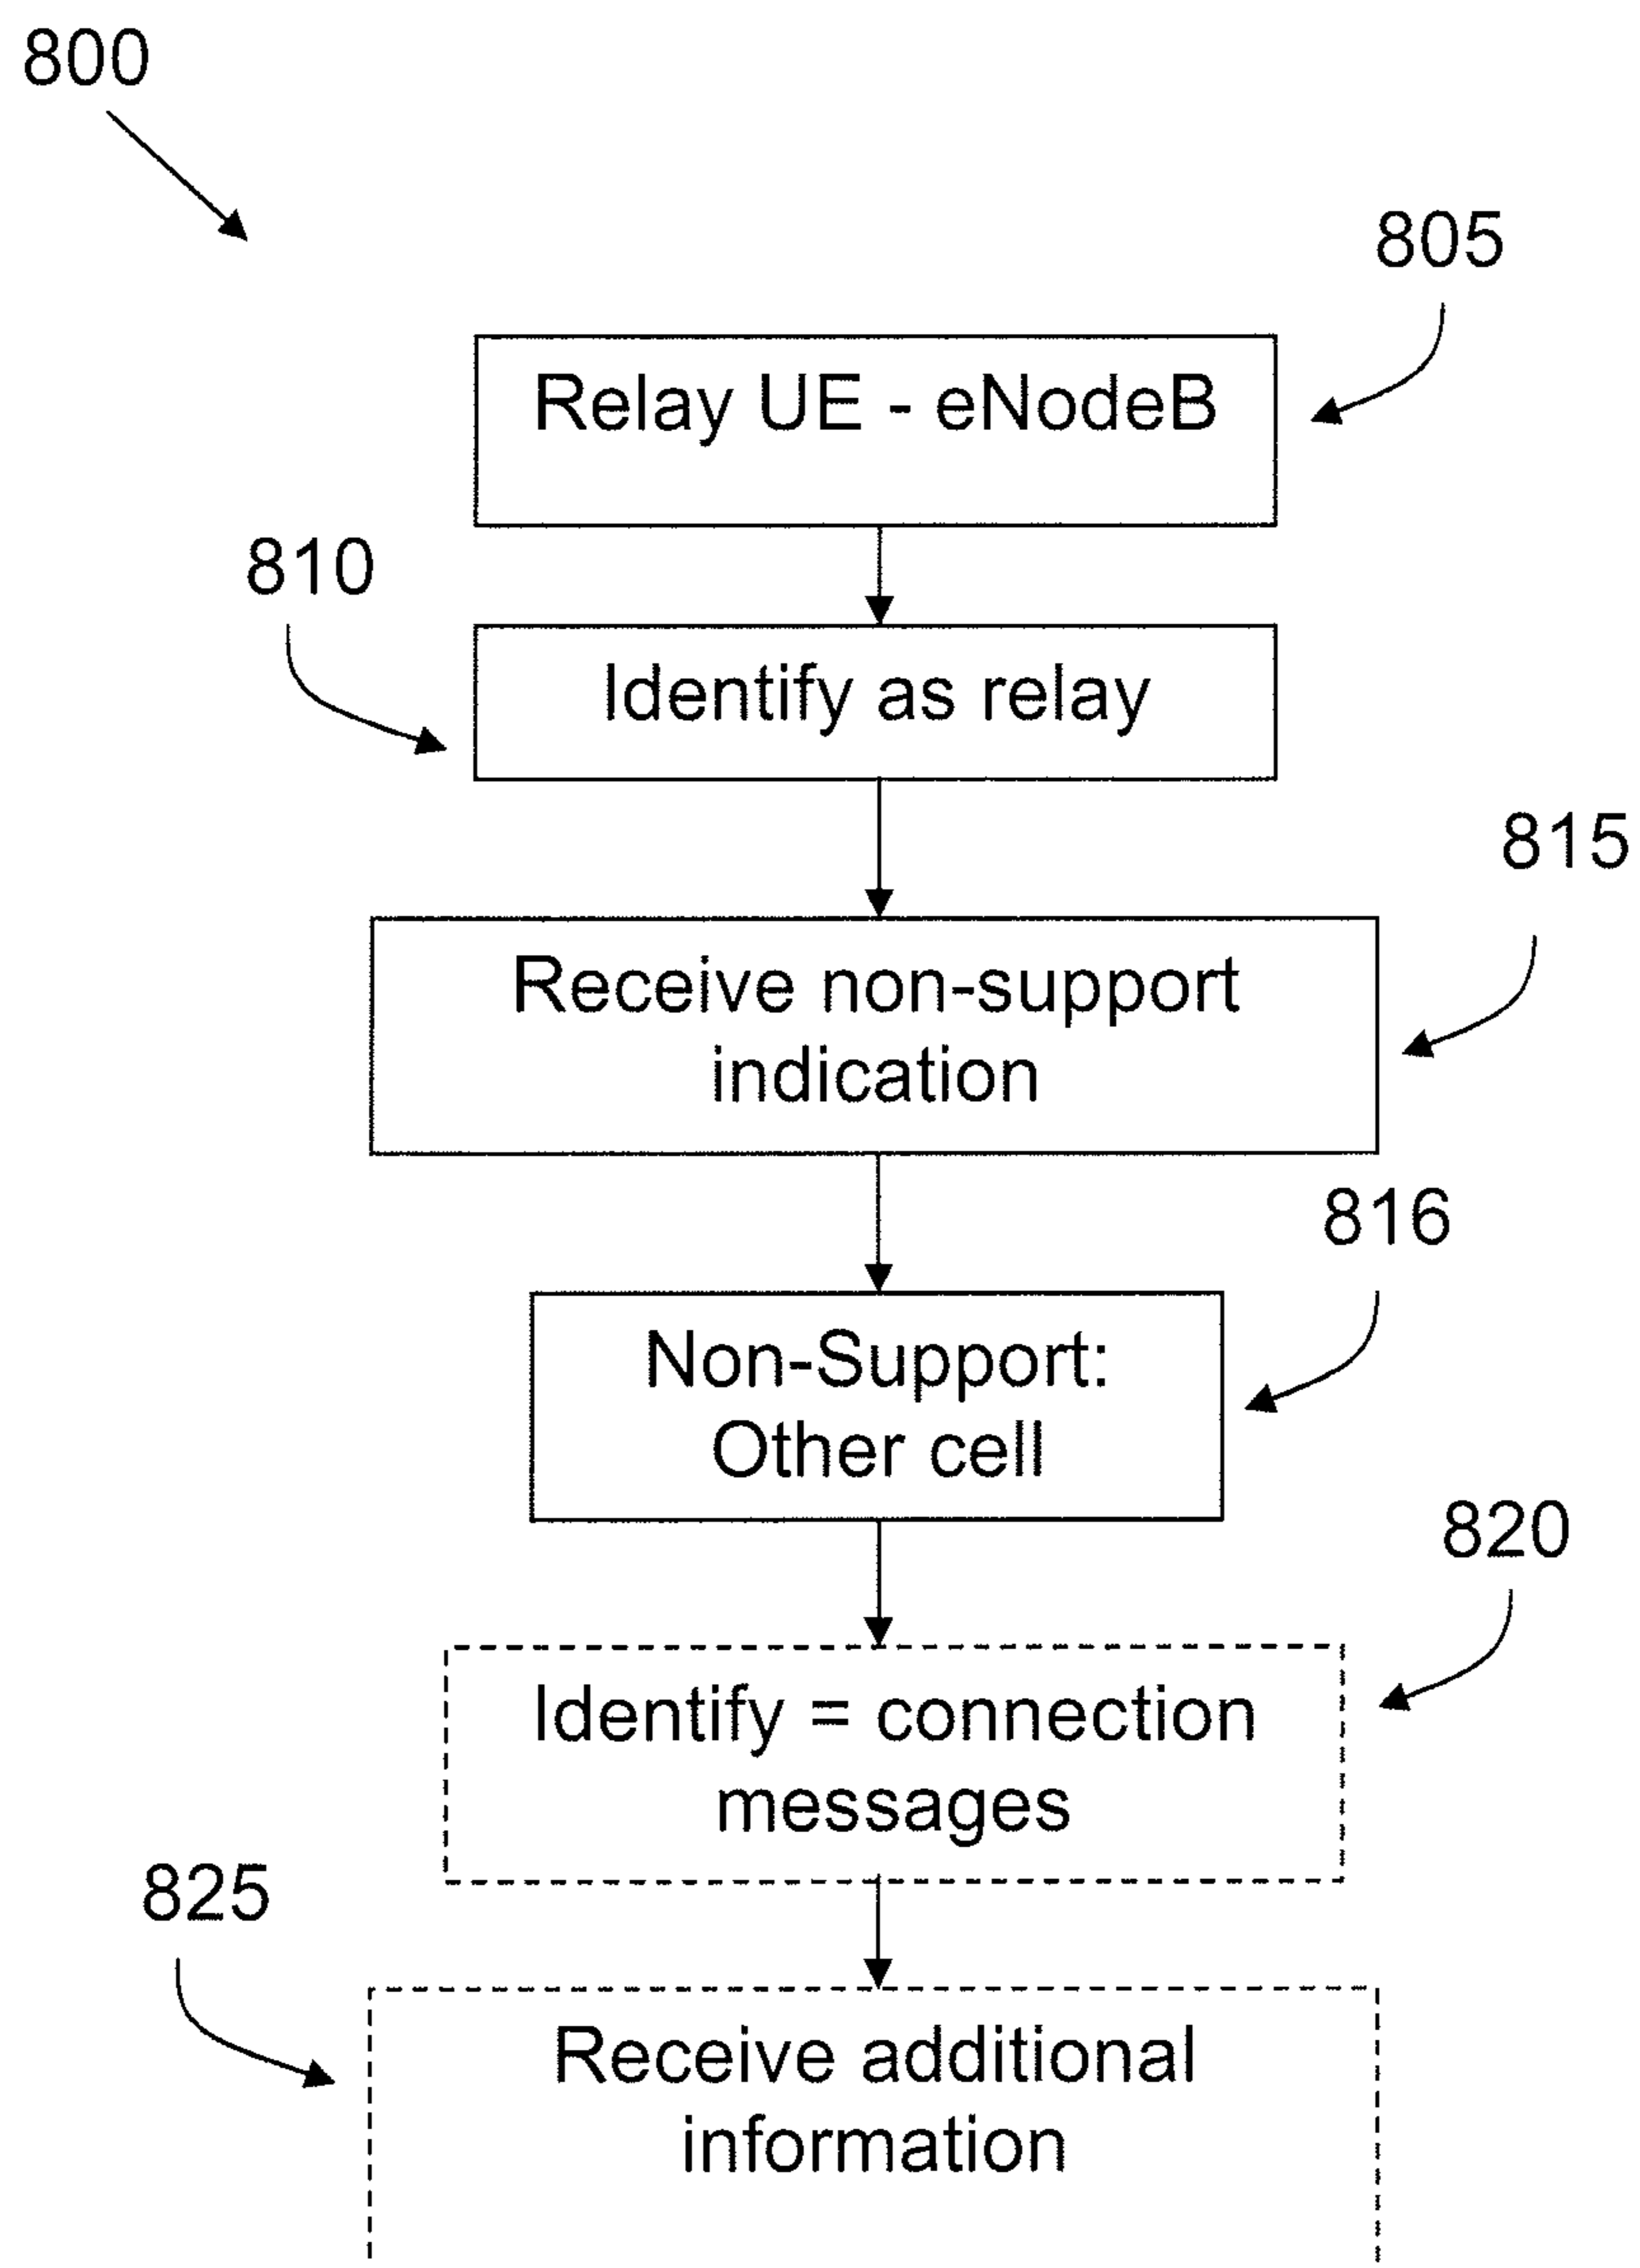 800
805
Relay UE - eNodeB
810
Identify as relay
815
Receive non-support
indication
816
Non-Support:
Other cell
820
Identify = connection
messages
825
Receive additional
information